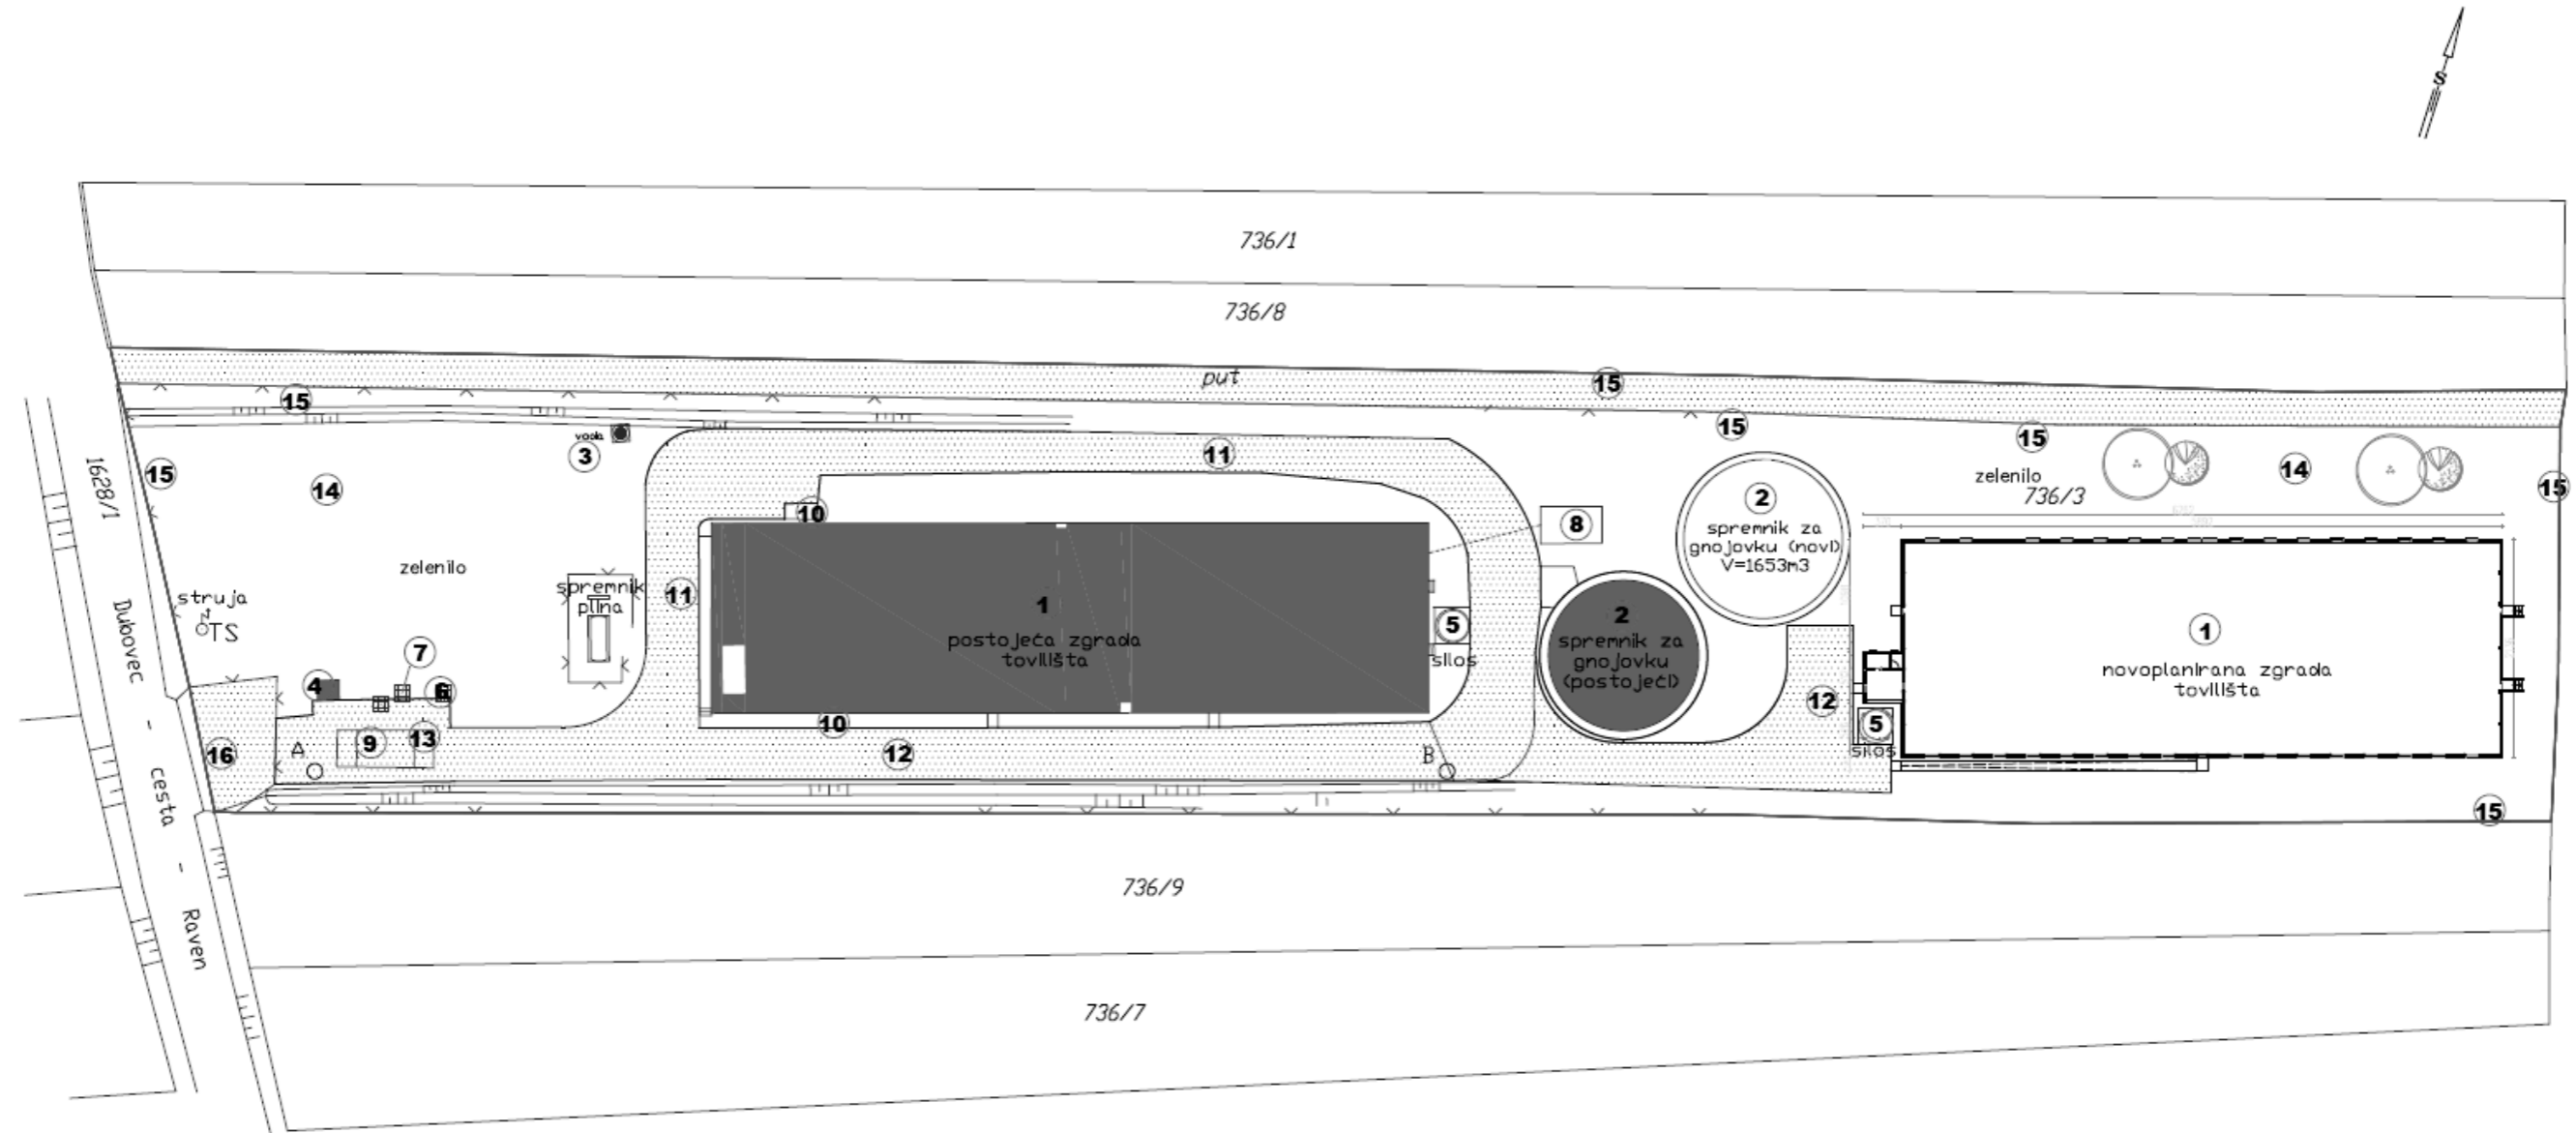 S
736/1
736/8
put
15
15
15
voda
3
11
15
zelenilo
736/3
14
15
15
14
1628/1
Dubovec - cesta - Raven
zelenilo
struja
TS
spremnik
plina
11
10
1
postojeća zgrada
tovilišta
8
2
spremnik za
gnojovku (novi)
V=1653m3
2
spremnik za
gnojovku
(postojeći)
5
silos
1
novoplanirana zgrada
tovilišta
7
4
6
12
5
silos
16
A
9
13
10
12
B
15
736/9
736/7